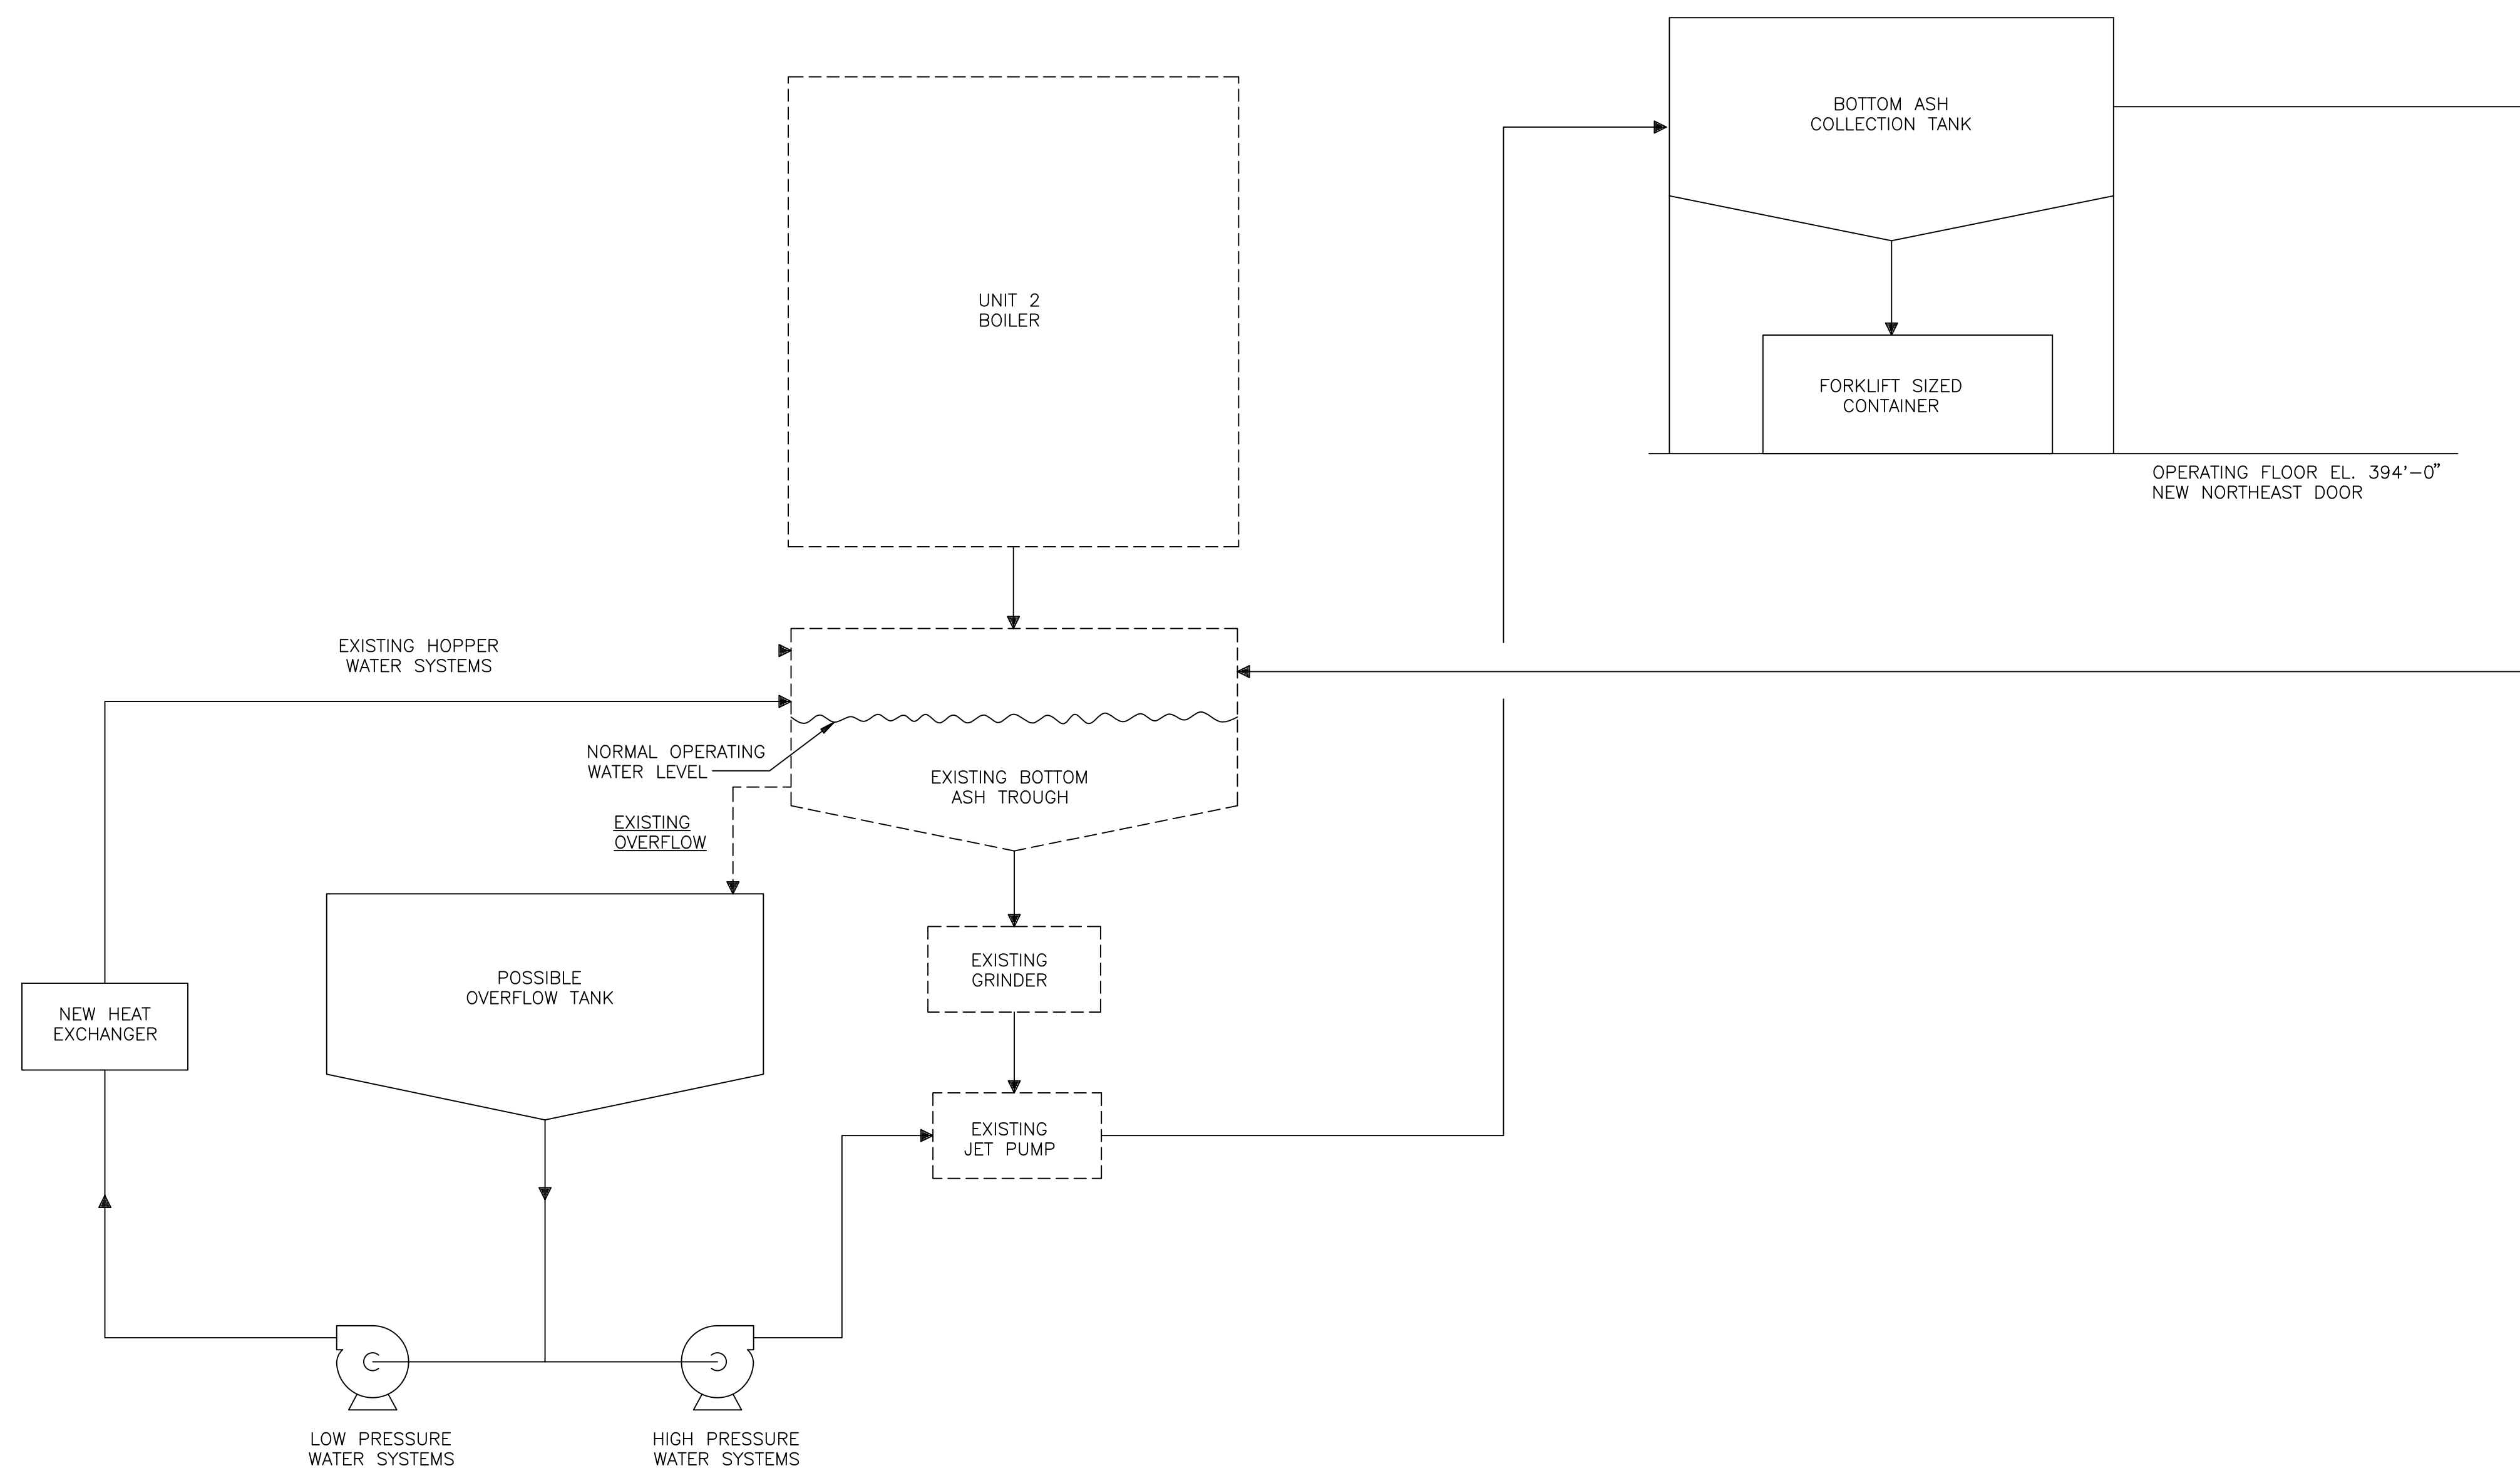 BOTTOM ASH
COLLECTION TANK
UNIT 2
BOILER
FORKLIFT SIZED
CONTAINER
OPERATING FLOOR EL. 394'-0"
NEW NORTHEAST DOOR
EXISTING HOPPER
WATER SYSTEMS
NORMAL OPERATING
WATER LEVEL
EXISTING BOTTOM
ASH TROUGH
EXISTING
OVERFLOW
EXISTING
GRINDER
POSSIBLE
OVERFLOW TANK
NEW HEAT
EXCHANGER
EXISTING
JET PUMP
LOW PRESSURE
WATER SYSTEMS
HIGH PRESSURE
WATER SYSTEMS